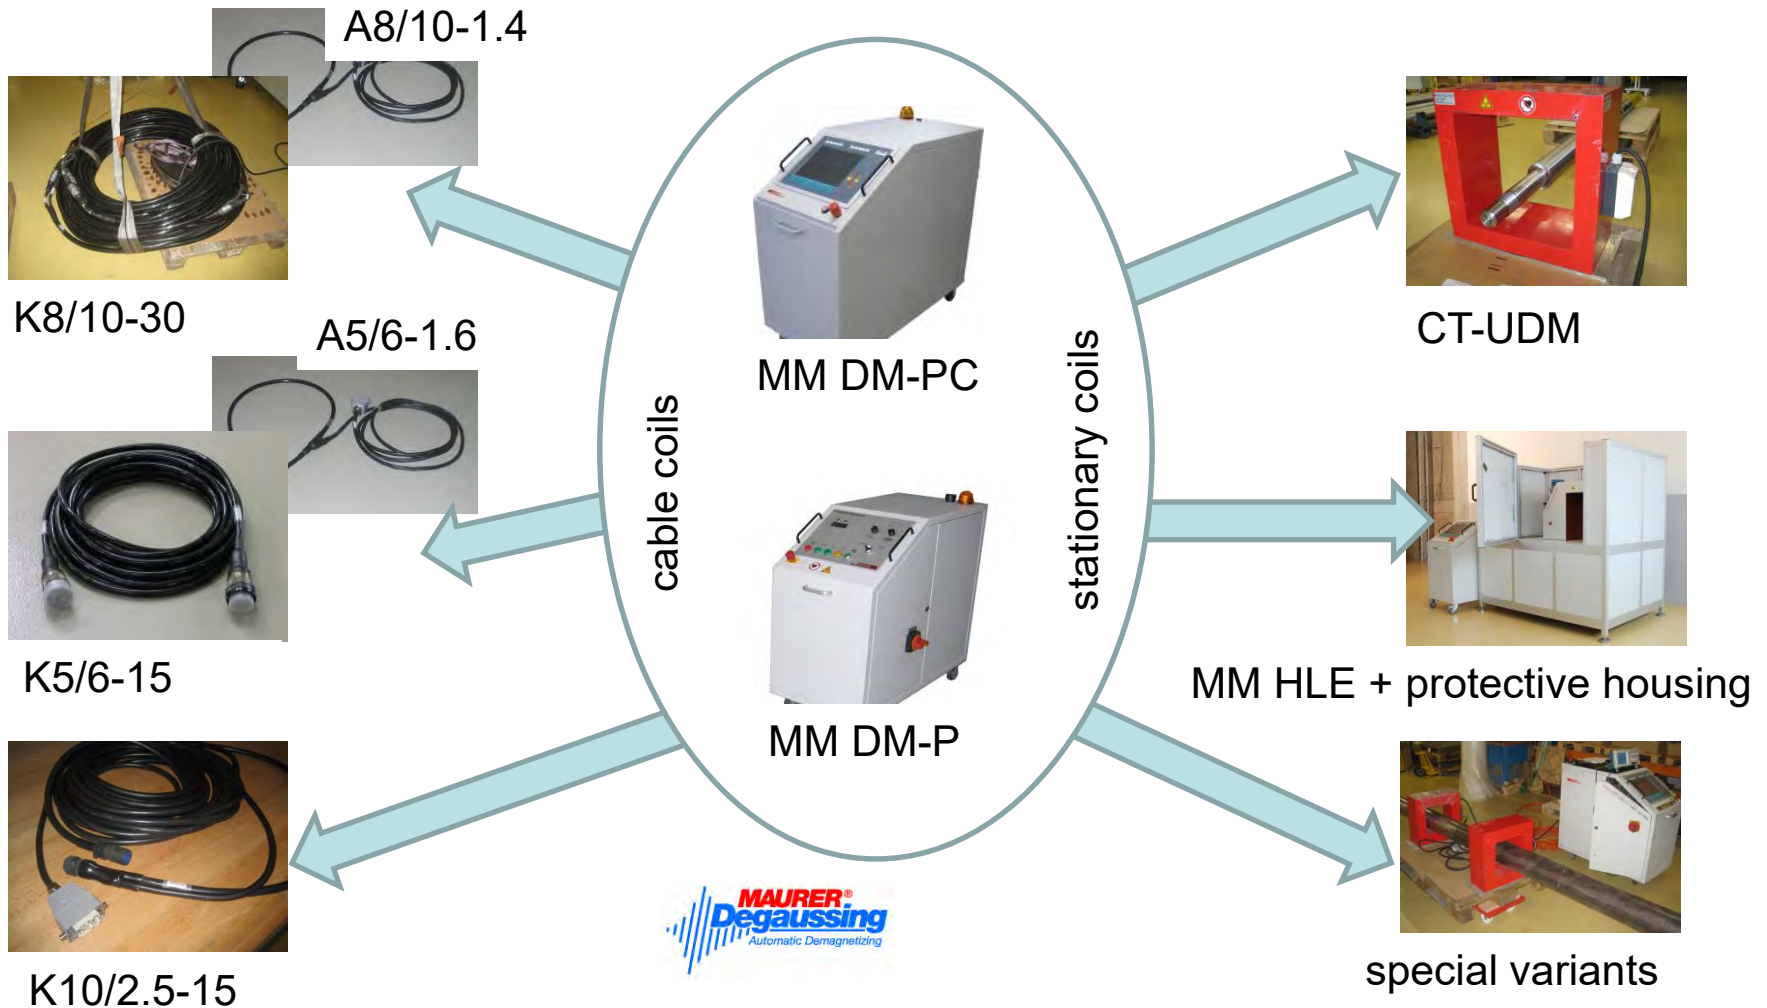 A8/10-1.4
K8/10-30
A5/6-1.6
K5/6-15
K10/2.5-15
cable coils
MM DM-PC
MM DM-P
stationary coils
CT-UDM
MM HLE + protective housing
special variants
MAURER®
Degaussing
Automatic Demagnetizing